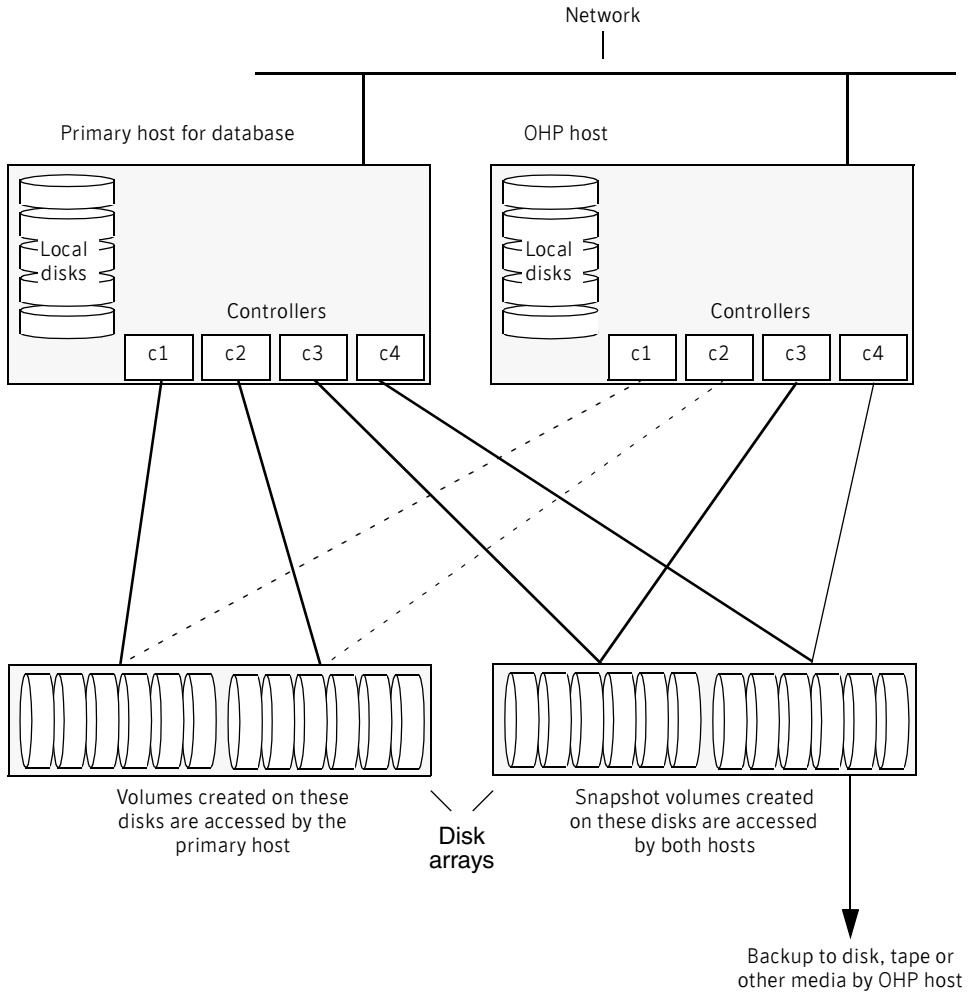 Network
Primary host for database
OHP host
Local
disks
Local
disks
Controllers
Controllers
c1
c2
c3
c4
c1
c2
c3
c4
Volumes created on these
disks are accessed by the
primary host
Disk
arrays
Snapshot volumes created
on these disks are accessed
by both hosts
Backup to disk, tape or
other media by OHP host